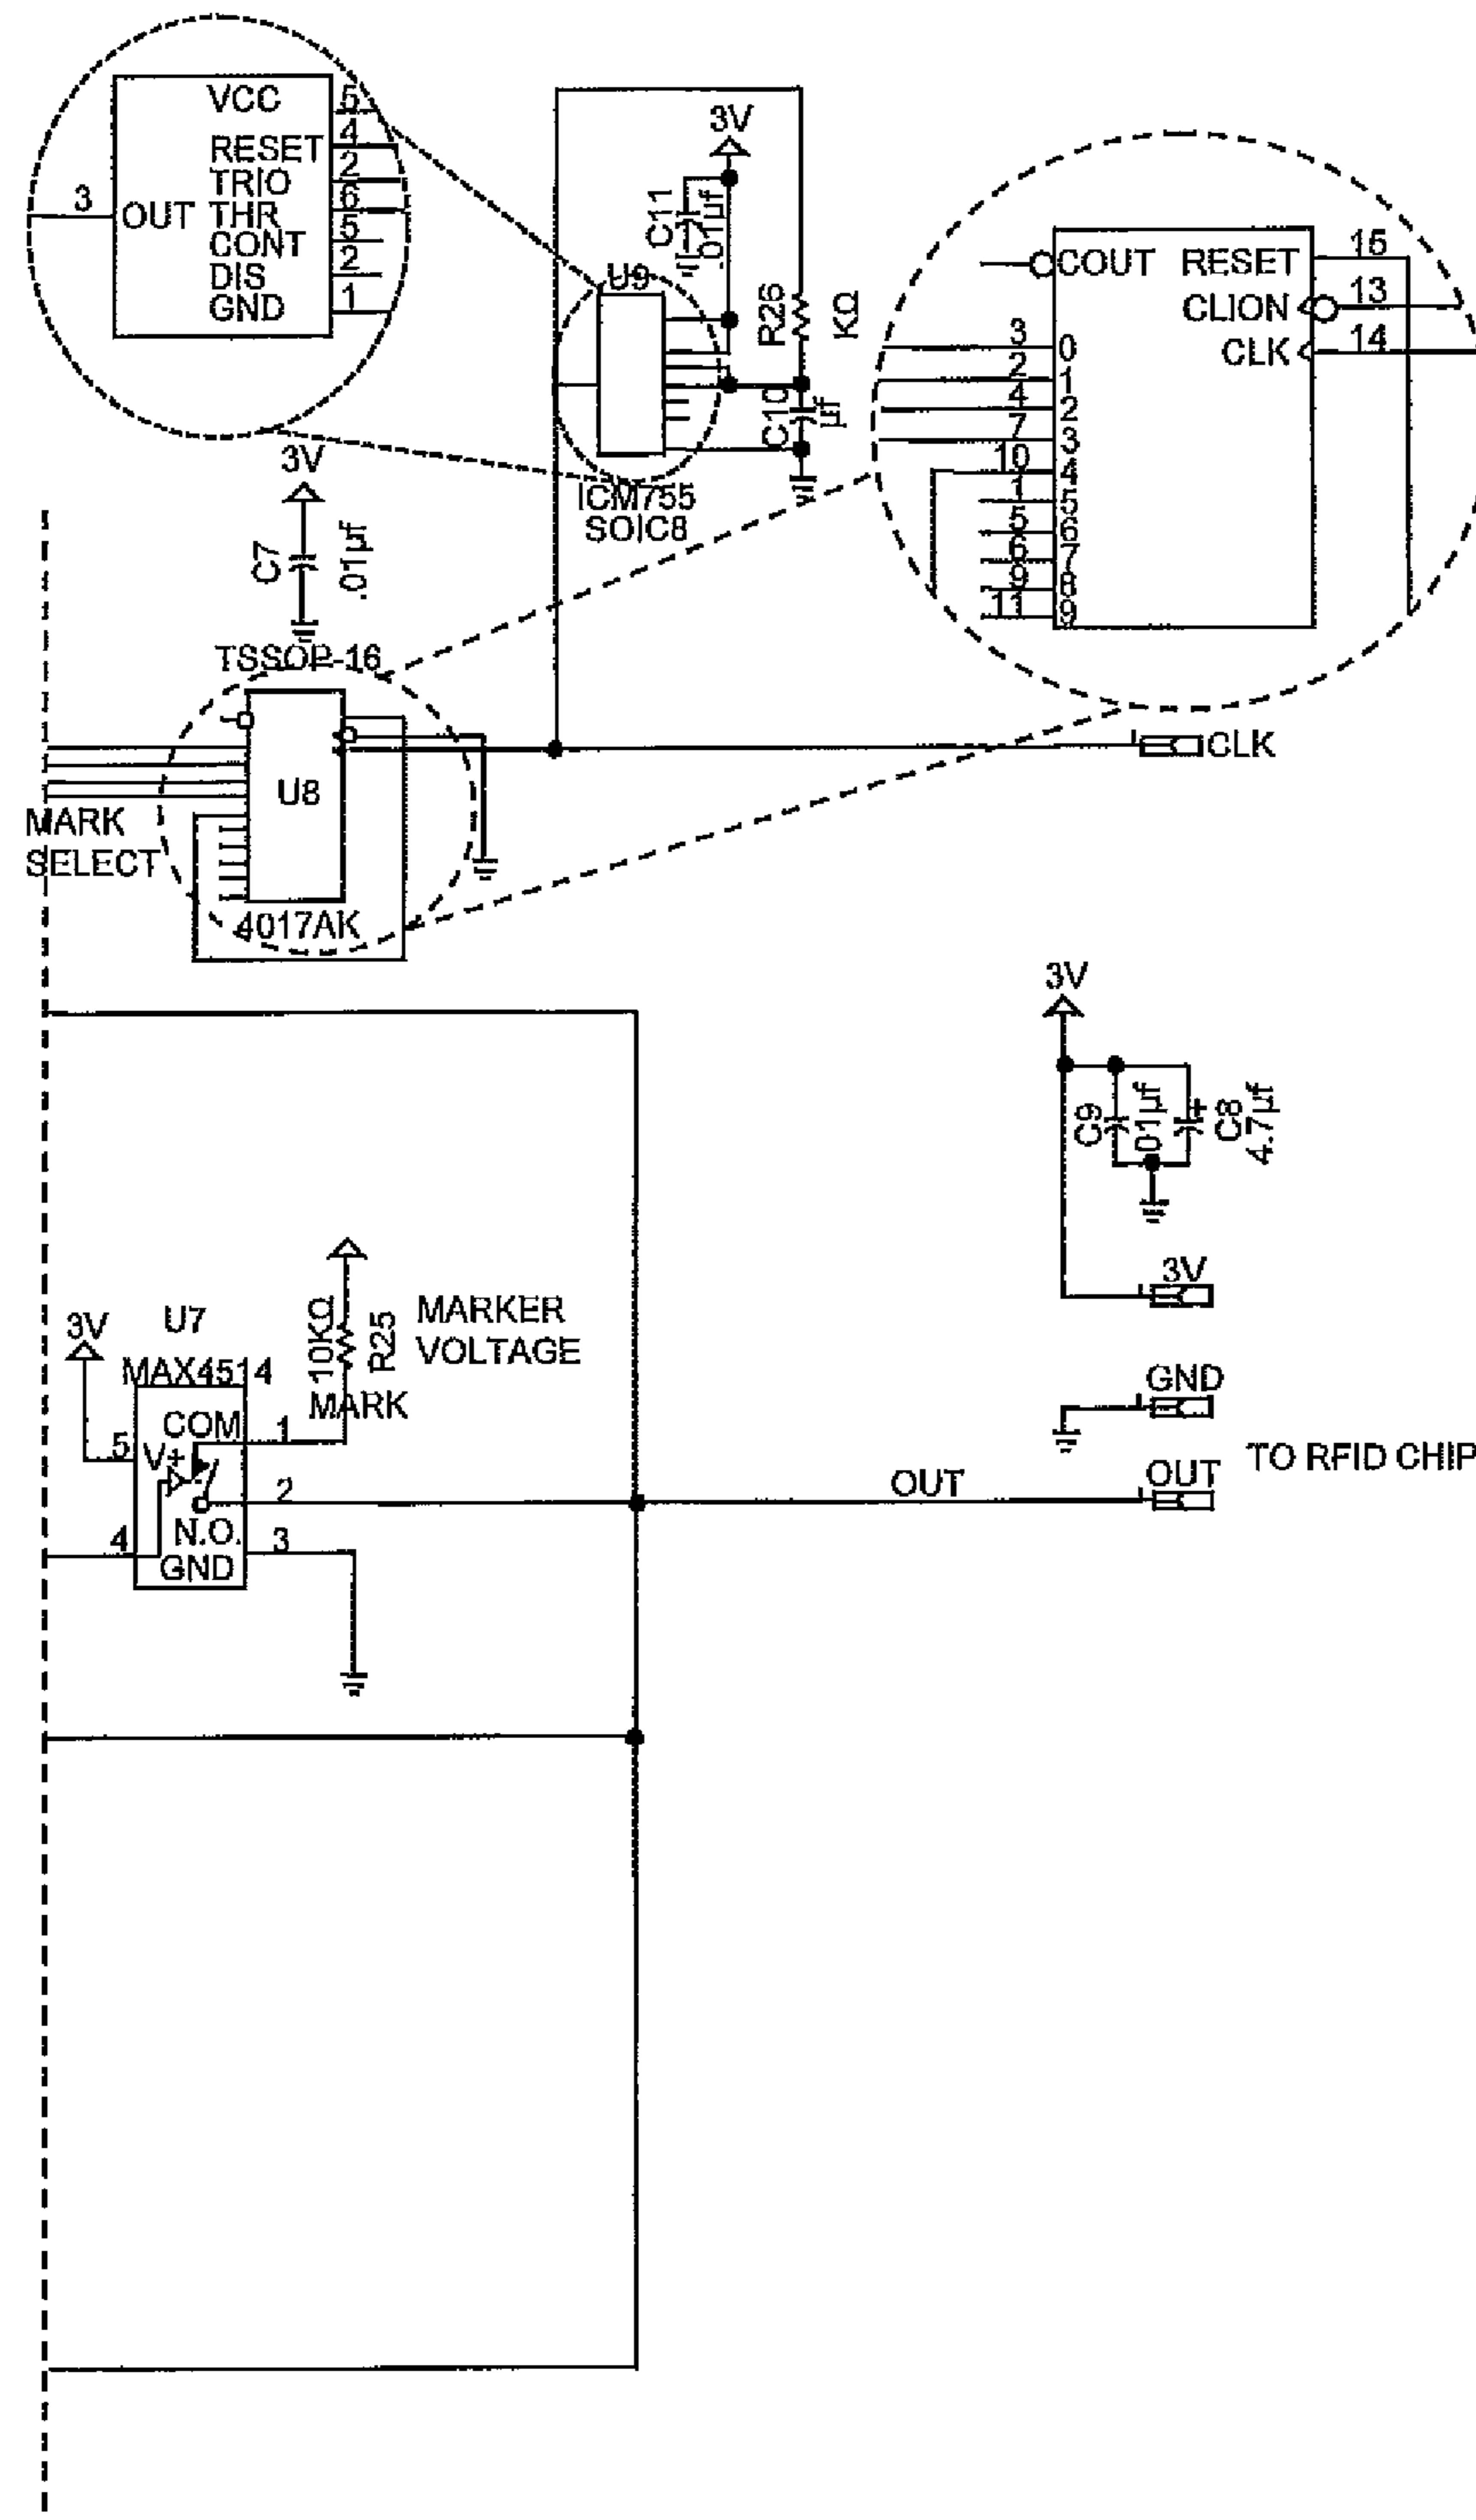 VCC 5
RESET 4
TRIO 2
3 OUT THR 6
CONT 5
DIS 2
GND 1
3V
C11
.01µf
U9
R26
KΩ
C10
µf
ICM755
SOIC8
COUT RESET 15
CLION 13
CLK 14
3 0
2 1
4 2
7 3
10 4
1 5
5 6
6 7
9 8
11 9
3V
C7
.01µf
TSSOP-16
U8
CLK
MARK
SELECT
4017AK
3V
C9
01µf
+
C8
4.7µf
3V
U7
3V
MAX4514
10KΩ
R25
MARKER
VOLTAGE
MARK
COM 1
5 V+
2
N.O.
4 GND 3
GND
OUT OUT
TO RFID CHIP